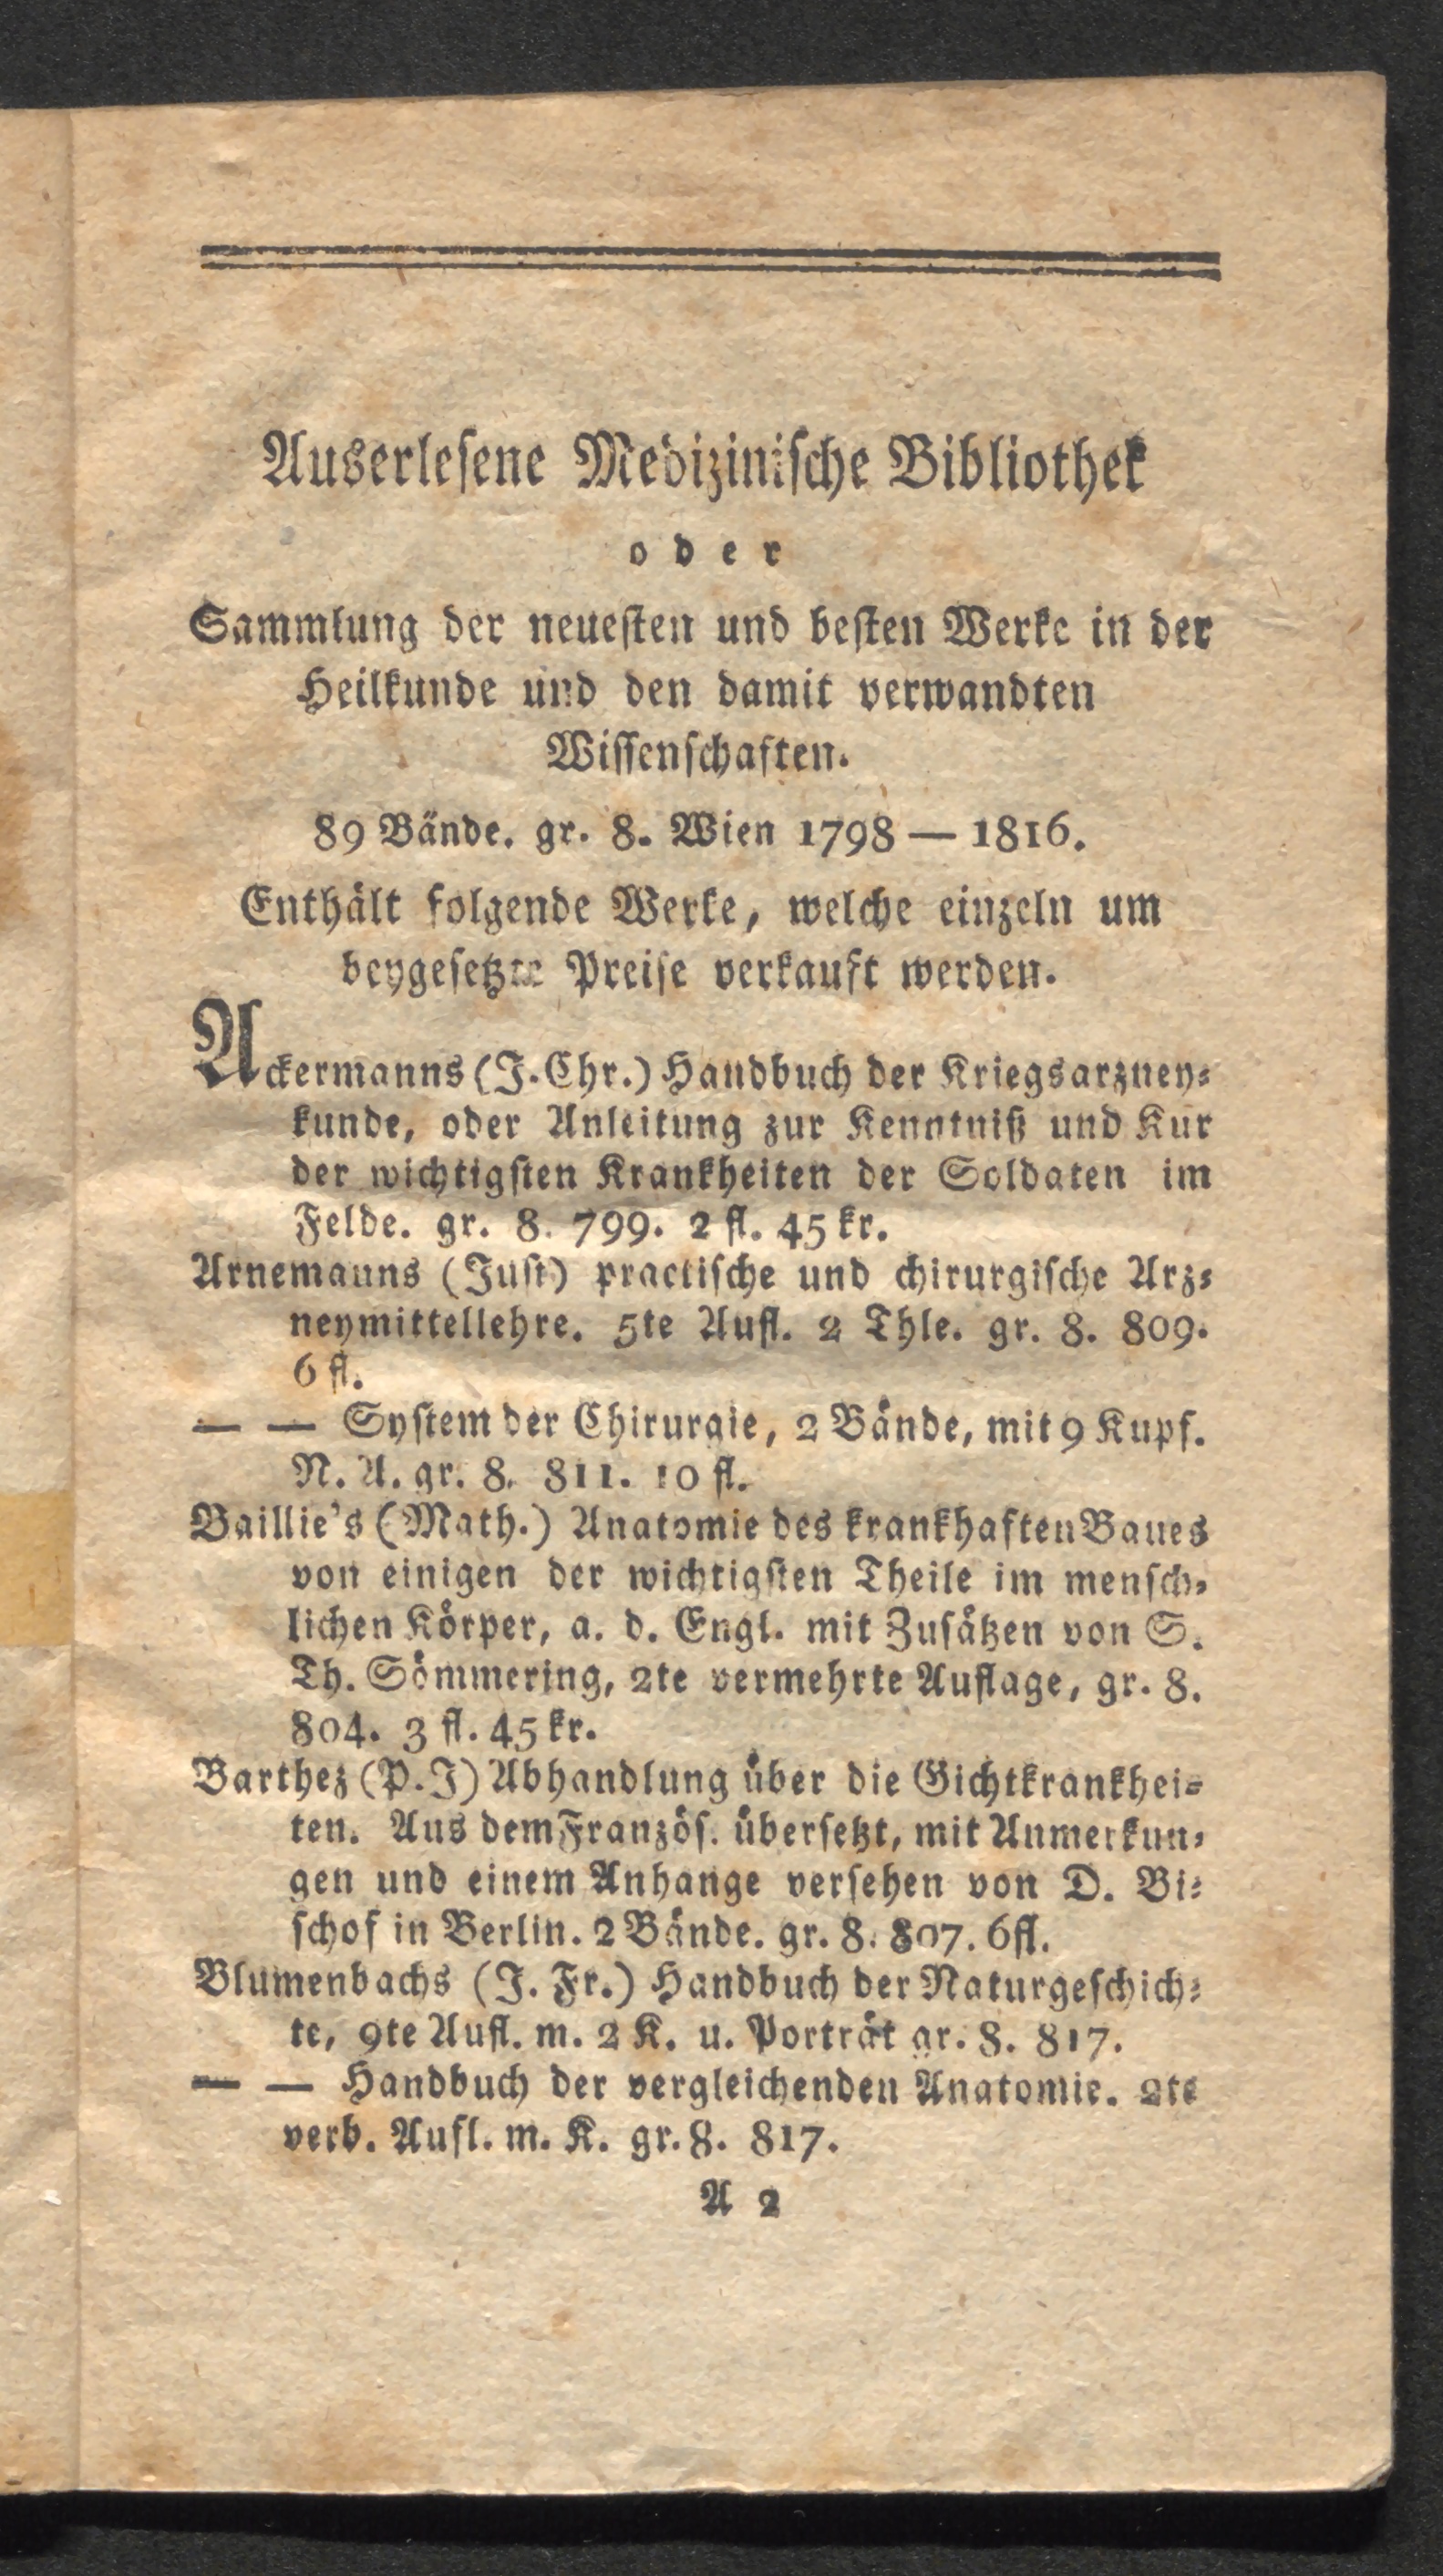 Auserlesene Medizinische Bibliothek
oder
Sammlung der neuesten und besten Werke in der
Heilkunde und den damit verwandten
Wissenschaften.
89 Bände. gr. 8. Wien 1798 — 1816.
Enthält folgende Werke, welche einzeln um
beygesetzte Preise verkauft werden.
Ackermanns (J. Chr.) Handbuch der Kriegsarzney-
kunde, oder Anleitung zur Kenntniß und Kur
der wichtigsten Krankheiten der Soldaten im
Felde. gr. 8. 799. 2 fl. 45 kr.
Arnemanns (Just) practische und chirurgische Arz-
neymittellehre. 5te Aufl. 2 Thle. gr. 8. 809.
6 fl.
— — System der Chirurgie, 2 Bände, mit 9 Kupf.
N. A. gr. 8. 811. 10 fl.
Baillie's (Math.) Anatomie des krankhaften Baues
von einigen der wichtigsten Theile im mensch-
lichen Körper, a. d. Engl. mit Zusätzen von S.
Th. Sömmering, 2te vermehrte Auflage, gr. 8.
804. 3 fl. 45 kr.
Barthez (P. J) Abhandlung über die Gichtkrankhei-
ten. Aus dem Französ. übersetzt, mit Anmerkun-
gen und einem Anhange versehen von D. Bi-
schof in Berlin. 2 Bände. gr. 8. 807. 6 fl.
Blumenbachs (J. Fr.) Handbuch der Naturgeschich-
te, 9te Aufl. m. 2 K. u. Porträt gr. 8. 817.
— — Handbuch der vergleichenden Anatomie. 2te
verb. Aufl. m. K. gr. 8. 817.
A 2